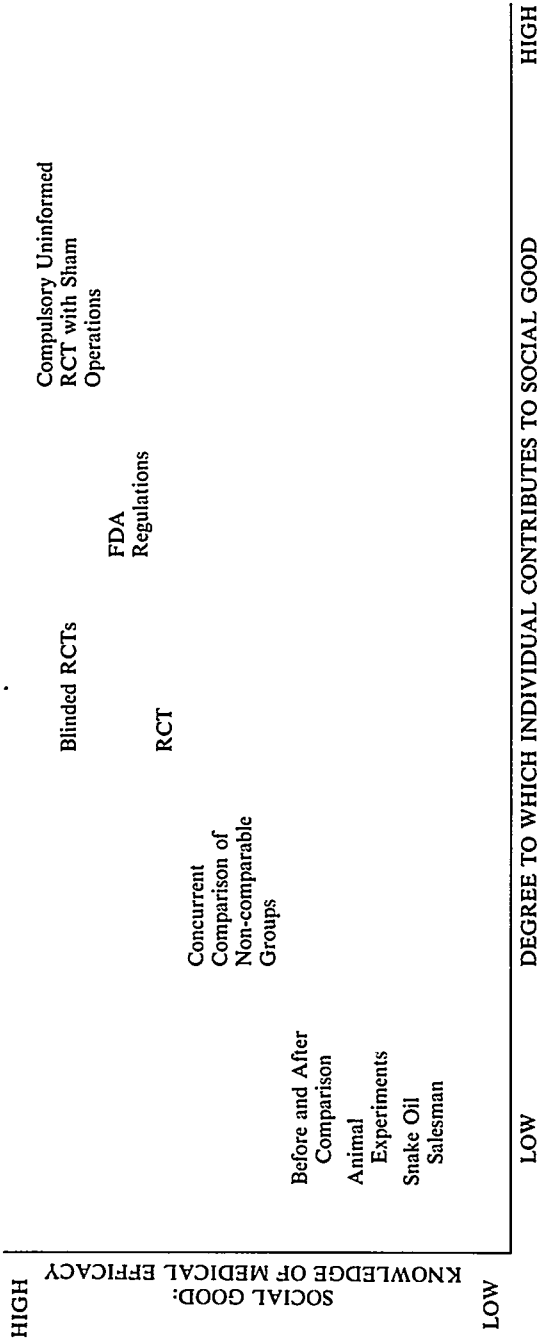 HIGH
SOCIAL GOOD:
KNOWLEDGE OF MEDICAL EFFICACY
LOW
Compulsory Uninformed
RCT with Sham
Operations
Blinded RCTs
FDA
Regulations
RCT
Concurrent
Comparison of
Non-comparable
Groups
Before and After
Comparison
Animal
Experiments
Snake Oil
Salesman
LOW
DEGREE TO WHICH INDIVIDUAL CONTRIBUTES TO SOCIAL GOOD
HIGH